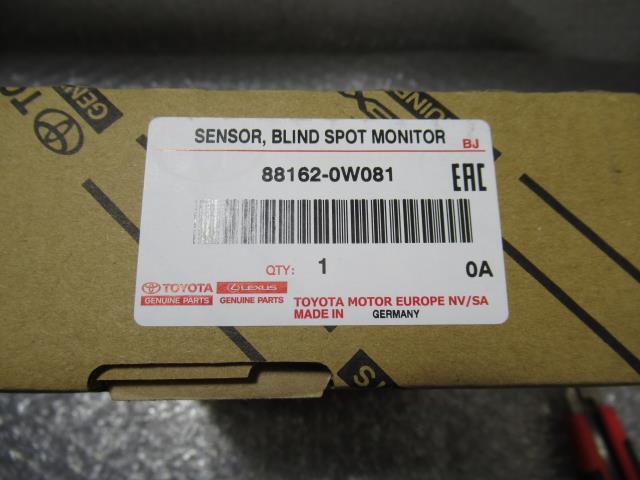 SENSOR, BLIND SPOT MONITOR
BJ
88162-0W081
EAC
QTY: 1
0A
TOYOTA
GENUINE PARTS
LEXUS
GENUINE PARTS
TOYOTA MOTOR EUROPE NV/SA
MADE IN GERMANY